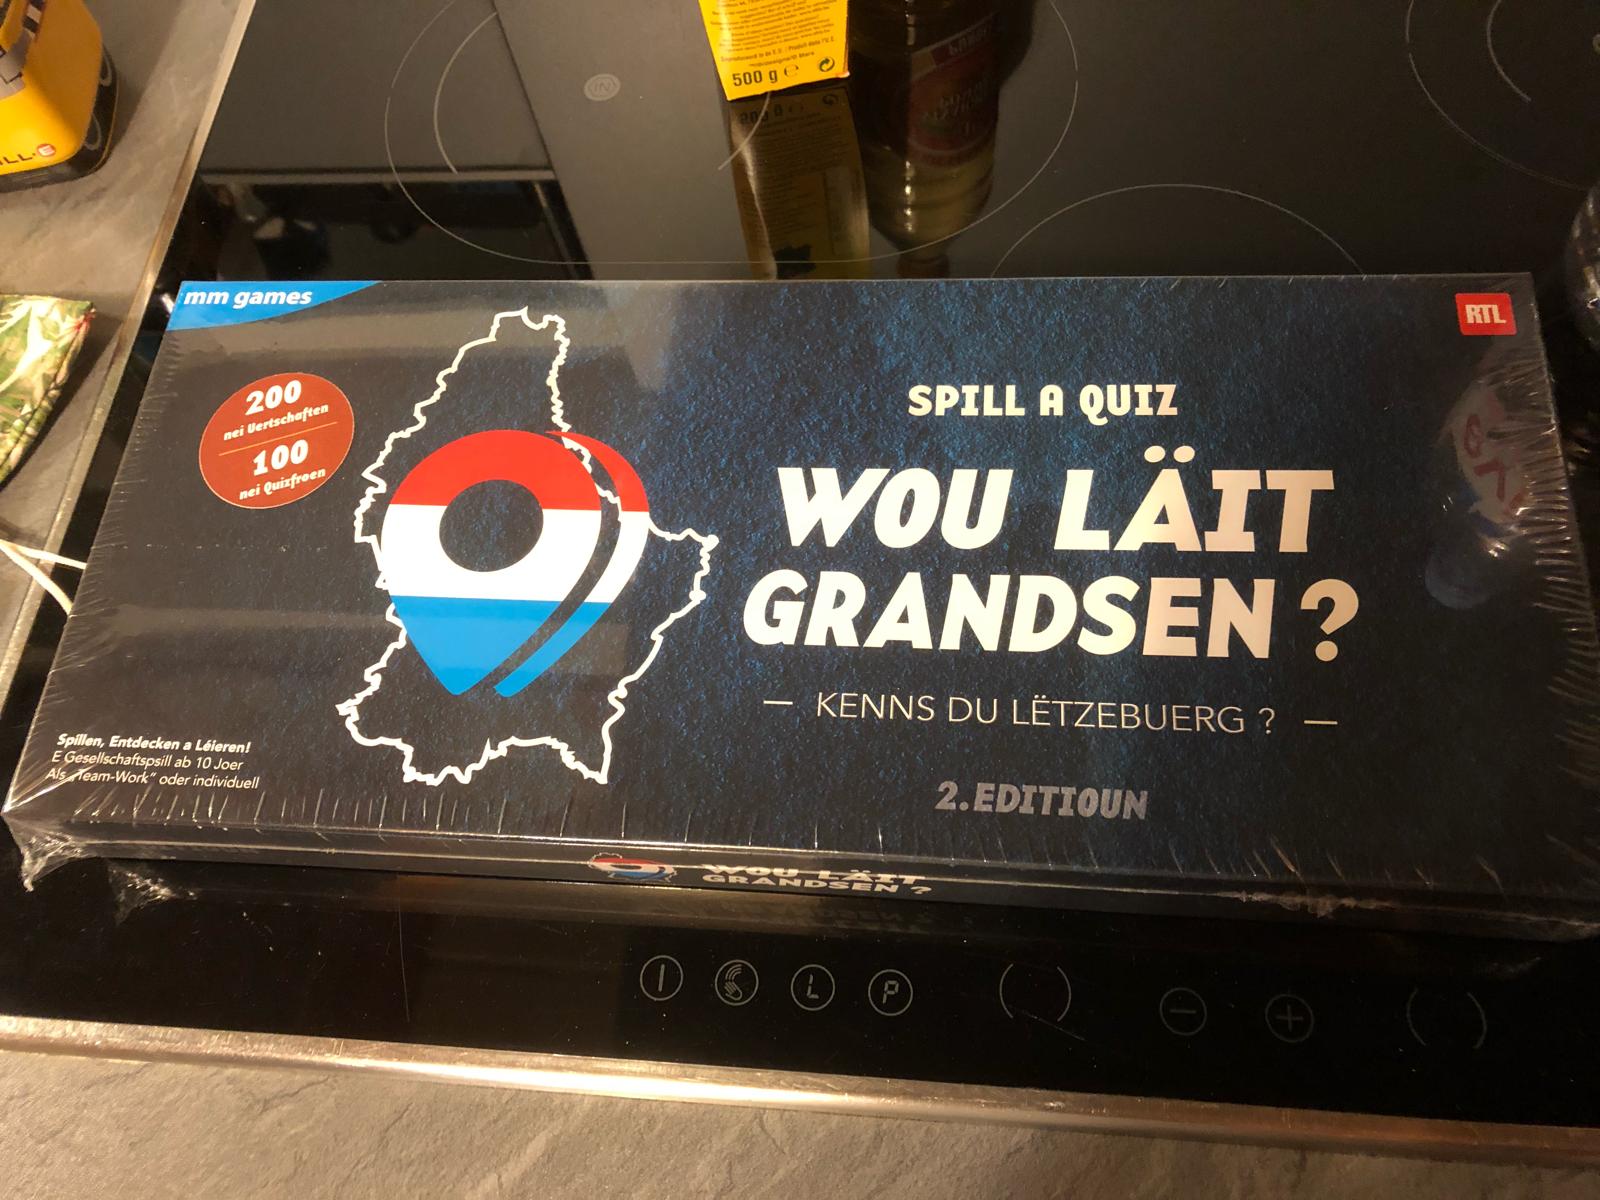 500 g e
mm games
RTL
200
nei Uertschaften
100
nei Quizfroen
SPILL A QUIZ
WOU LÄIT
GRANDSEN ?
— KENNS DU LËTZEBUERG ? —
2.EDITIOUN
Spillen, Entdecken a Léieren!
E Gesellschaftspill ab 10 Joer
Als „Team-Work" oder individuell
WOU LÄIT
GRANDSEN ?
I
L
P
− +